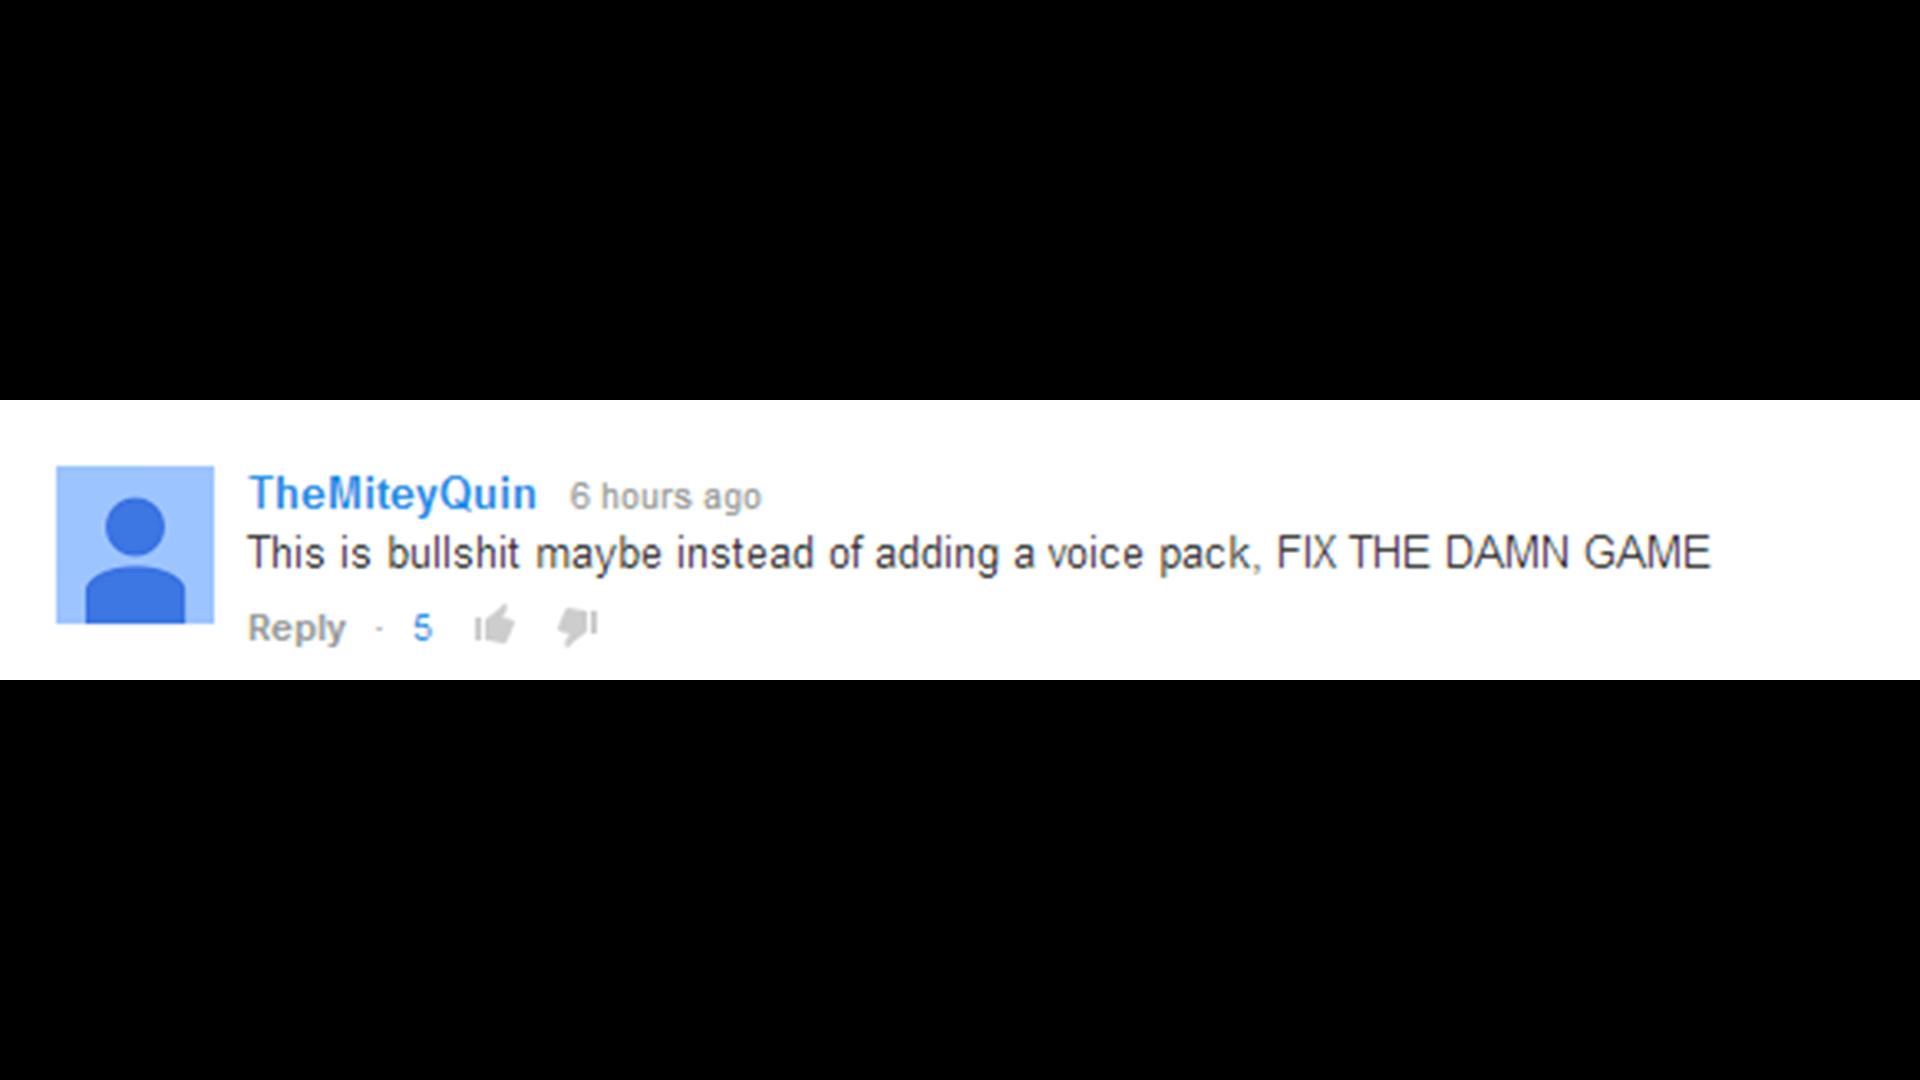 TheMiteyQuin 6 hours ago
This is bullshit maybe instead of adding a voice pack, FIX THE DAMN GAME
Reply · 5